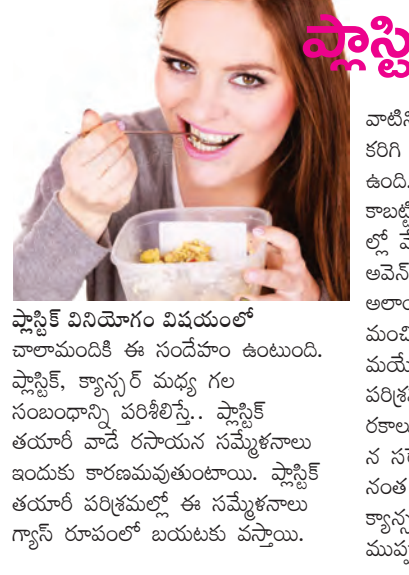 ప్లాస్టి
ప్లాస్టిక్ వినియోగం విషయంలో
చాలామందికి ఈ సందేహం ఉంటుంది.
ప్లాస్టిక్, క్యాన్సర్ మధ్య గల
సంబంధాన్ని పరిశీలిస్తే.. ప్లాస్టిక్
తయారీ వాడే రసాయన సమ్మేళనాలు
ఇందుకు కారణమవుతుంటాయి. ప్లాస్టిక్
తయారీ పరిశ్రమల్లో ఈ సమ్మేళనాలు
గ్యాస్ రూపంలో బయటకు వస్తాయి.
వాటిని
కరిగి
ఉంది.
కాబట్టి
ల్లో
అవెన్
మంచి
మయే
రకాలు
నంత